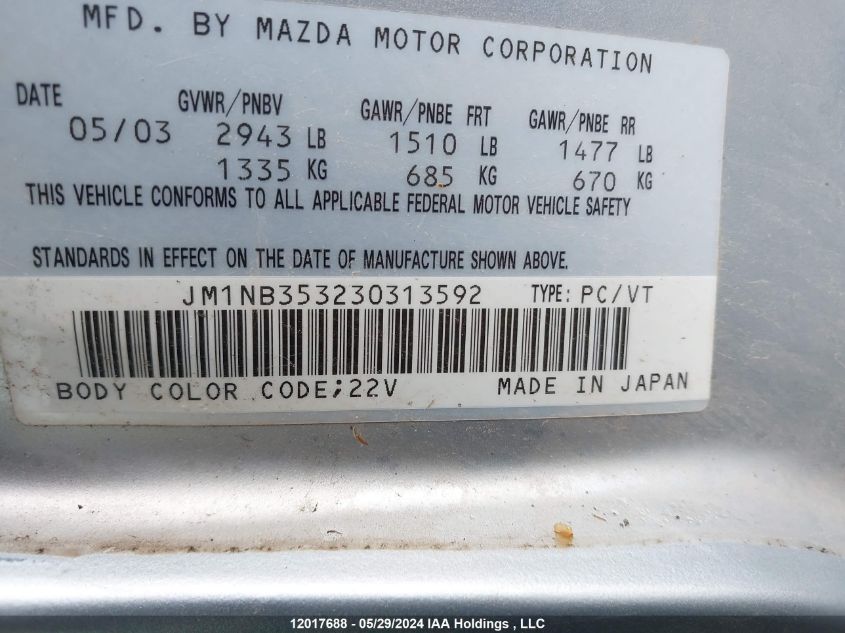 MFD. BY MAZDA MOTOR CORPORATION
DATE GVWR/PNBV GAWR/PNBE FRT GAWR/PNBE RR
05/03 2943 LB 1510 LB 1477 LB
1335 KG 685 KG 670 KG
THIS VEHICLE CONFORMS TO ALL APPLICABLE FEDERAL MOTOR VEHICLE SAFETY
STANDARDS IN EFFECT ON THE DATE OF MANUFACTURE SHOWN ABOVE.
JM1NB353230313592 TYPE: PC/VT
BODY COLOR CODE;22V MADE IN JAPAN
12017688 - 05/29/2024 IAA Holdings , LLC